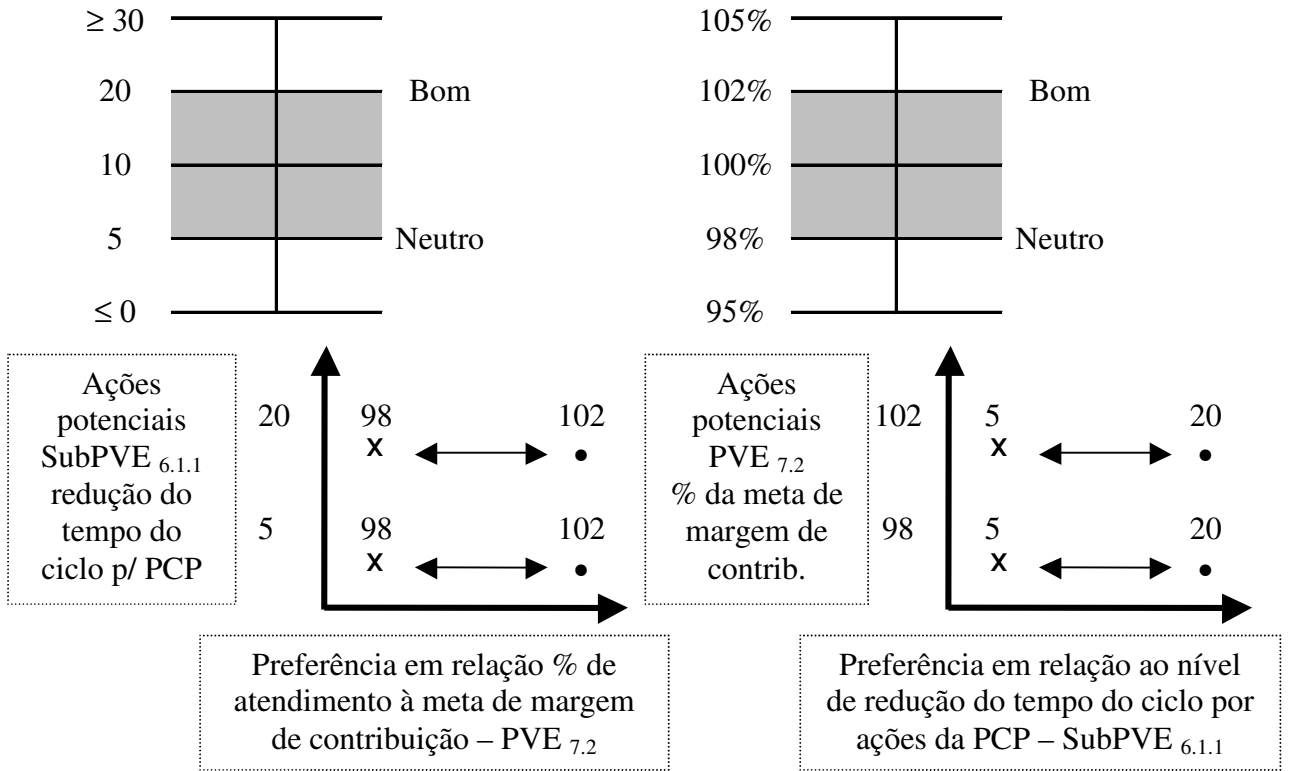 ≥ 30
20 Bom
10
5 Neutro
≤ 0
105%
102% Bom
100%
98% Neutro
95%
Ações
potenciais
SubPVE 6.1.1
redução do
tempo do
ciclo p/ PCP
20 98 102
x •
5 98 102
x •
Preferência em relação % de
atendimento à meta de margem
de contribuição – PVE 7.2
Ações
potenciais
PVE 7.2
% da meta de
margem de
contrib.
102 5 20
x •
98 5 20
x •
Preferência em relação ao nível
de redução do tempo do ciclo por
ações da PCP – SubPVE 6.1.1